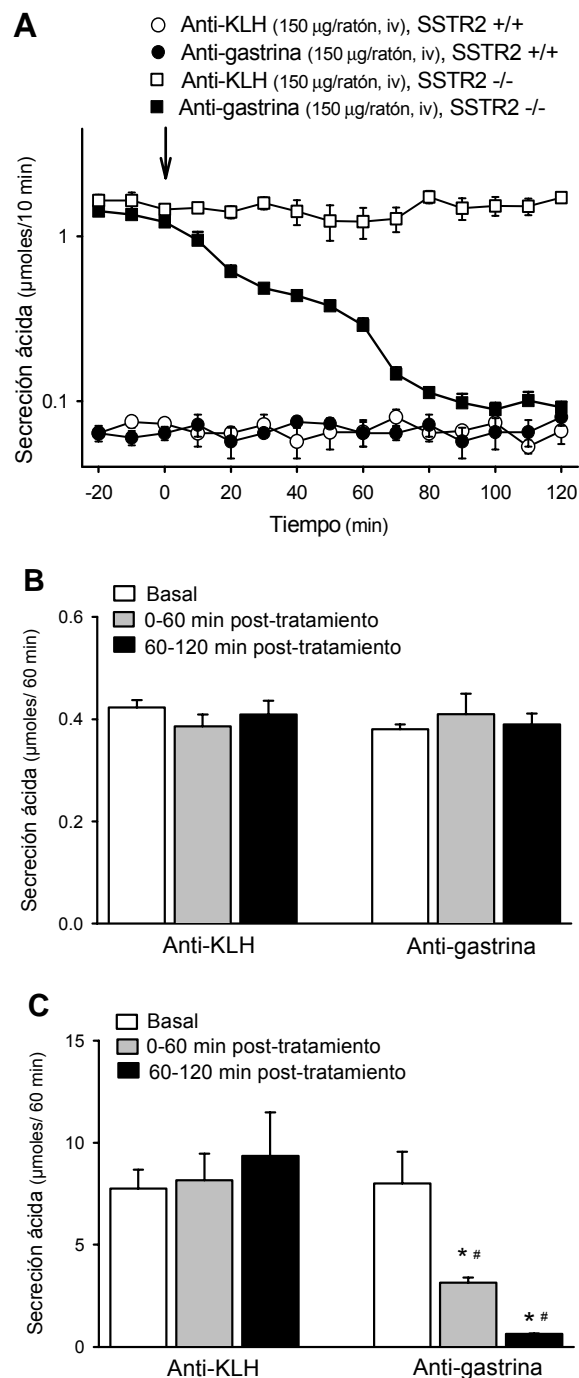 A
Anti-KLH (150 µg/ratón, iv), SSTR2 +/+
Anti-gastrina (150 µg/ratón, iv), SSTR2 +/+
Anti-KLH (150 µg/ratón, iv), SSTR2 -/-
Anti-gastrina (150 µg/ratón, iv), SSTR2 -/-
Secreción ácida (µmoles/10 min)
1
0.1
-20 0 20 40 60 80 100 120
Tiempo (min)
B
Basal
0-60 min post-tratamiento
60-120 min post-tratamiento
Secreción ácida (µmoles/ 60 min)
0.6
0.4
0.2
0.0
Anti-KLH Anti-gastrina
C
Basal
0-60 min post-tratamiento
60-120 min post-tratamiento
Secreción ácida (µmoles/ 60 min)
15
10
5
0
* #
* #
Anti-KLH Anti-gastrina